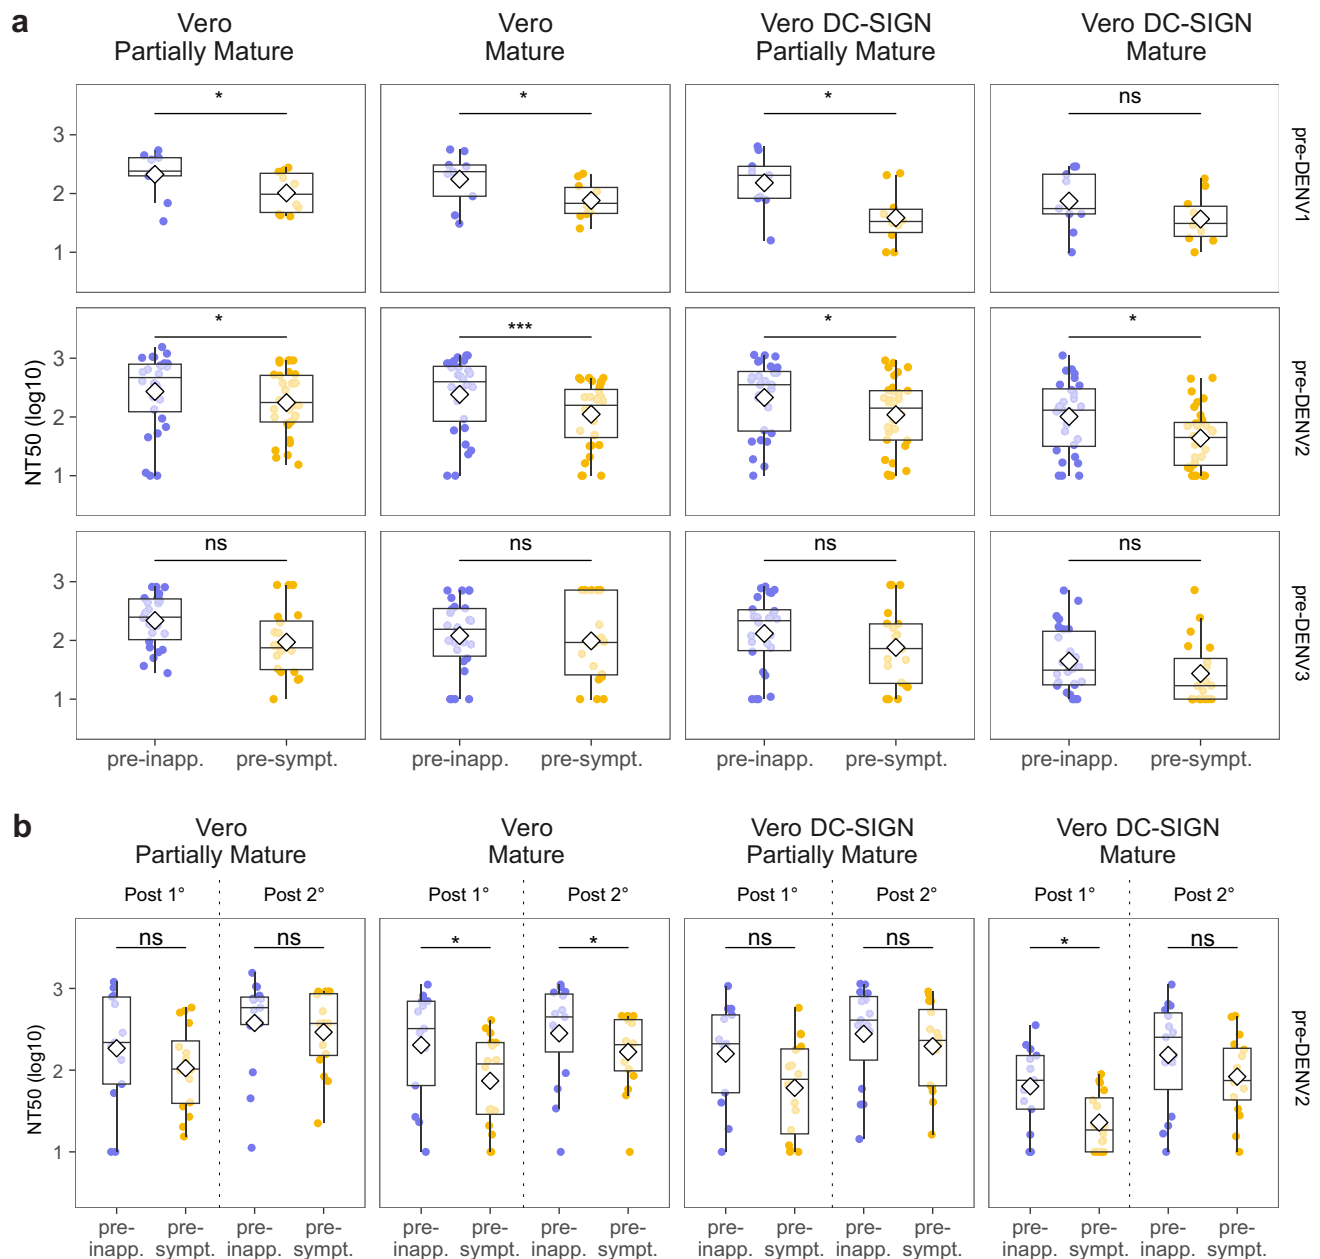 a
Vero
Partially Mature
Vero
Mature
Vero DC-SIGN
Partially Mature
Vero DC-SIGN
Mature
* * * ns
3
2
1
pre-DENV1
* *** * *
3
2
1
NT50 (log10)
pre-DENV2
ns ns ns ns
3
2
1
pre-DENV3
pre-inapp. pre-sympt. pre-inapp. pre-sympt. pre-inapp. pre-sympt. pre-inapp. pre-sympt.
b
Vero
Partially Mature
Vero
Mature
Vero DC-SIGN
Partially Mature
Vero DC-SIGN
Mature
Post 1° Post 2° Post 1° Post 2° Post 1° Post 2° Post 1° Post 2°
ns ns * * ns ns * ns
3
2
1
NT50 (log10)
pre-DENV2
pre- pre- pre- pre- pre- pre- pre- pre- pre- pre- pre- pre- pre- pre- pre- pre-
inapp. sympt. inapp. sympt. inapp. sympt. inapp. sympt. inapp. sympt. inapp. sympt. inapp. sympt. inapp. sympt.